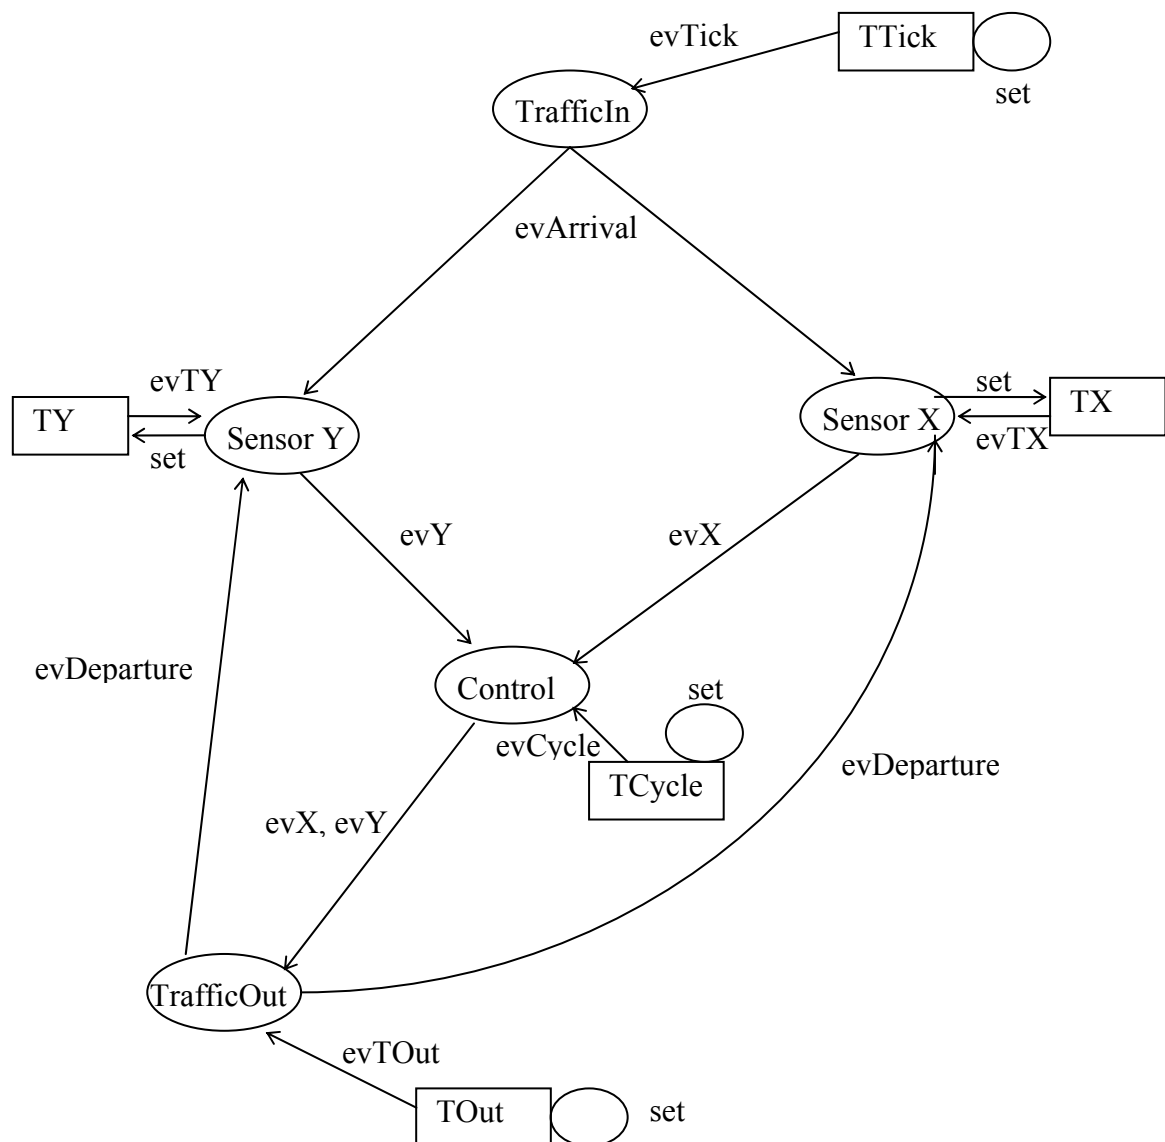 evTick
TTick
set
TrafficIn
evArrival
evTY
TY
set
Sensor Y
Sensor X
set
TX
evTX
evY
evX
evDeparture
Control
set
evCycle
TCycle
evDeparture
evX, evY
TrafficOut
evTOut
TOut
set